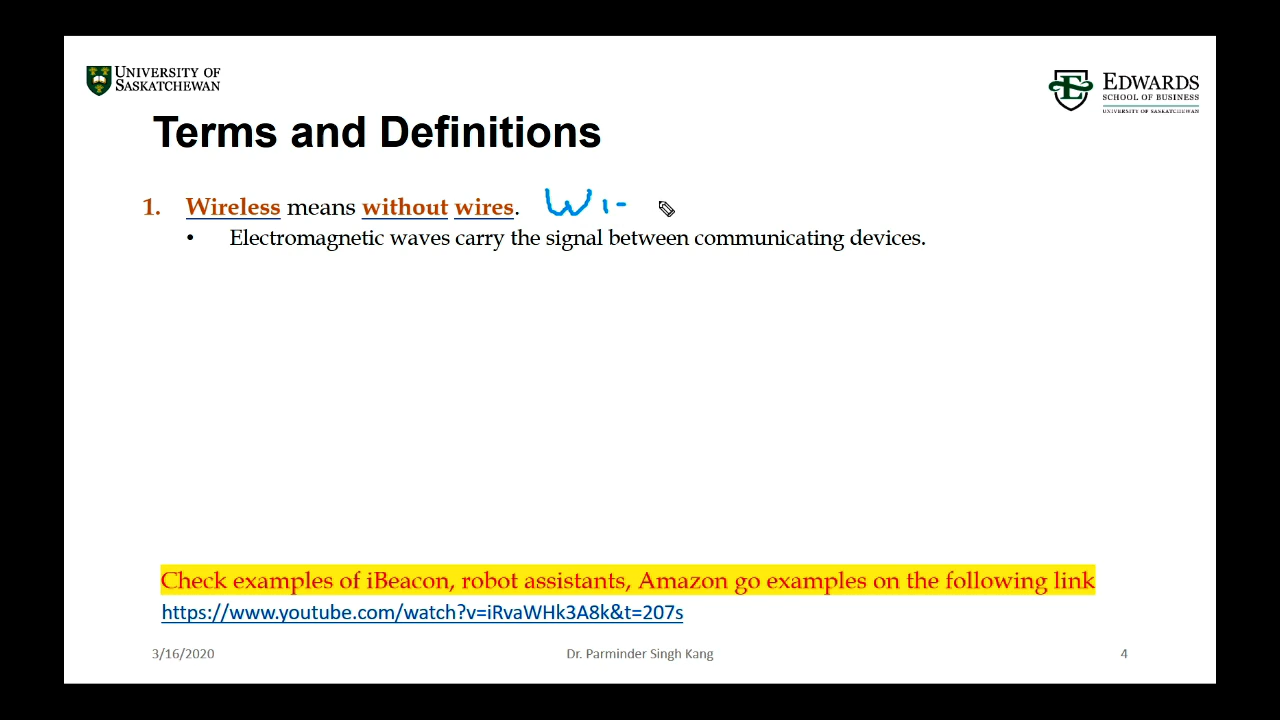 UNIVERSITY OF
SASKATCHEWAN
EDWARDS
SCHOOL OF BUSINESS
UNIVERSITY OF SASKATCHEWAN
Terms and Definitions
1. Wireless means without wires. Wi-
• Electromagnetic waves carry the signal between communicating devices.
Check examples of iBeacon, robot assistants, Amazon go examples on the following link
https://www.youtube.com/watch?v=iRvaWHk3A8k&t=207s
3/16/2020 Dr. Parminder Singh Kang 4